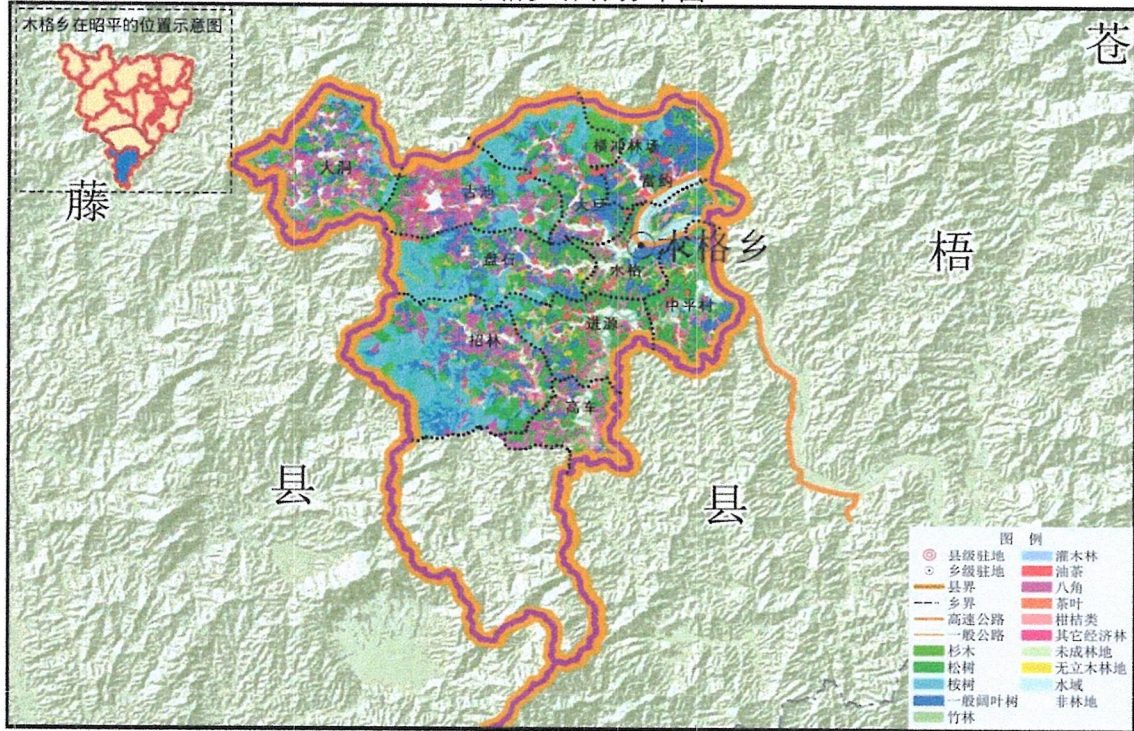 木格乡在昭平的位置示意图
苍
藤
梧
县
县
大洞
古池
横冲林场
富约
木格乡
盘石
木格
中平村
进源
招林
高车
图 例
县级驻地
乡级驻地
县界
乡界
高速公路
一般公路
杉木
松树
桉树
一般阔叶树
竹林
灌木林
油茶
八角
茶叶
柑桔类
其它经济林
未成林地
无立木林地
水域
非林地